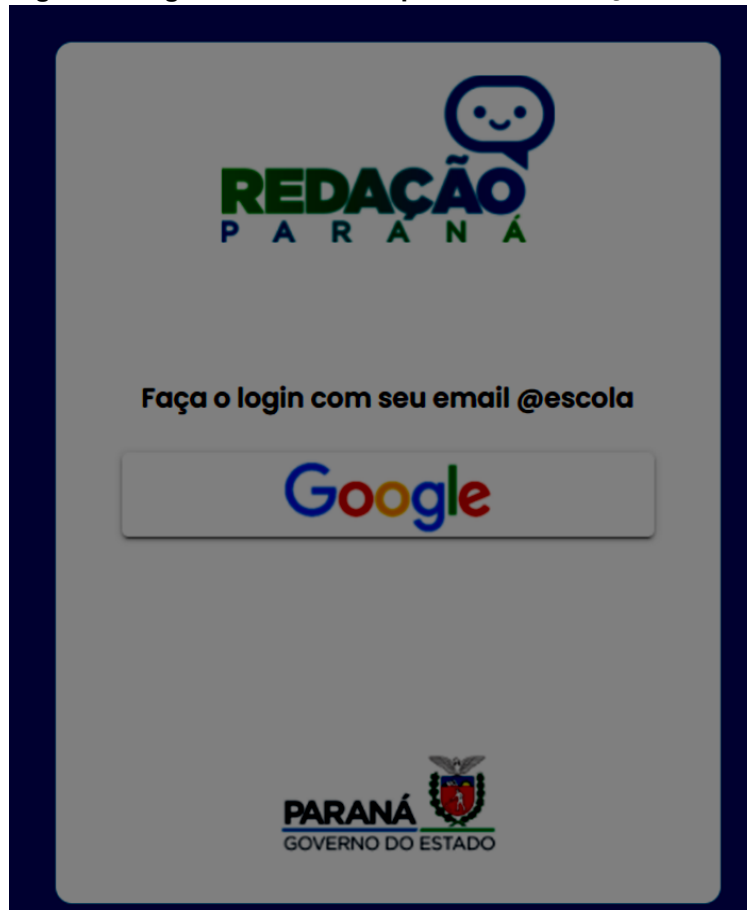 REDAÇÃO
PARANÁ
Faça o login com seu email @escola
Google
PARANÁ
GOVERNO DO ESTADO